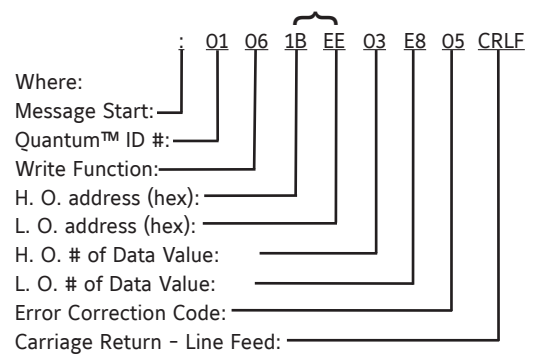 : 01 06 1B EE 03 E8 05 CRLF
Where:
Message Start:
Quantum™ ID #:
Write Function:
H. O. address (hex):
L. O. address (hex):
H. O. # of Data Value:
L. O. # of Data Value:
Error Correction Code:
Carriage Return - Line Feed: